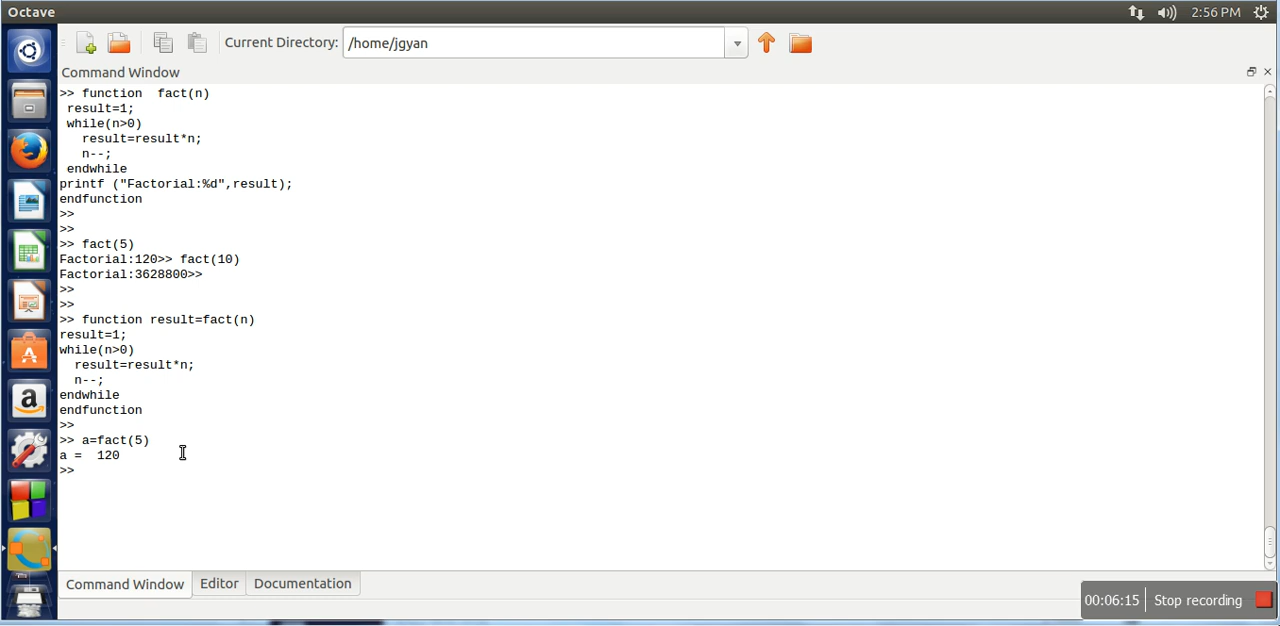 Octave
2:56 PM
Current Directory: /home/jgyan
Command Window
>> function  fact(n)
 result=1;
 while(n>0)
   result=result*n;
   n--;
 endwhile
printf ("Factorial:%d",result);
endfunction
>>
>>
>> fact(5)
Factorial:120>> fact(10)
Factorial:3628800>>
>>
>>
>> function result=fact(n)
result=1;
while(n>0)
  result=result*n;
  n--;
endwhile
endfunction
>>
>> a=fact(5)
a =  120
>>
Command Window Editor Documentation
00:06:15 Stop recording